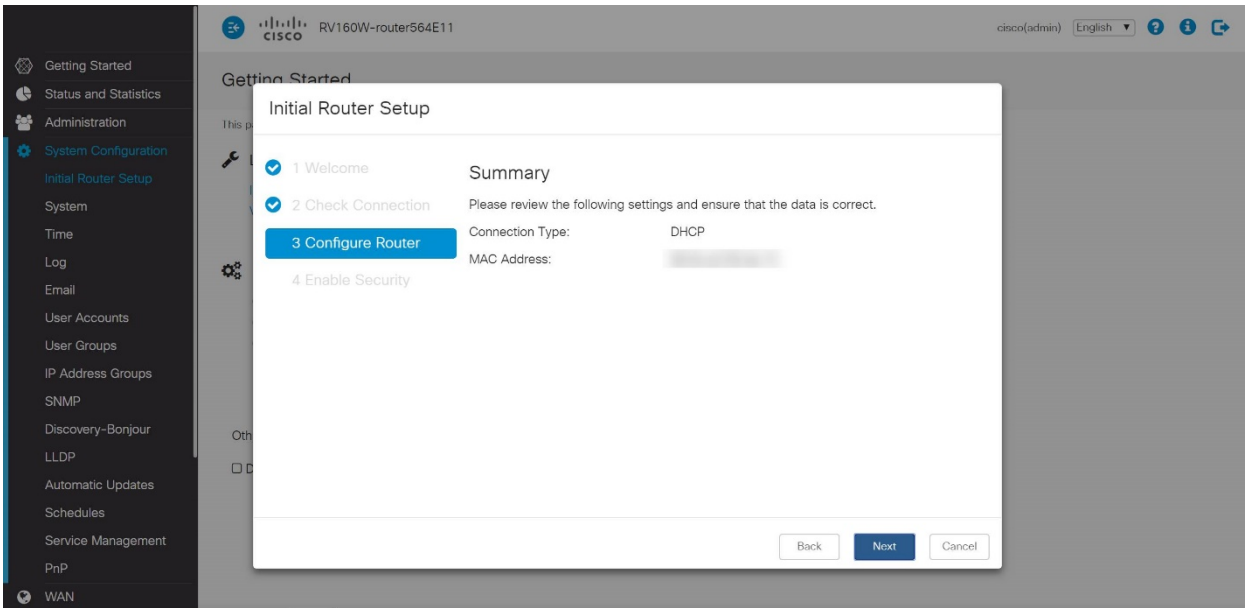 CISCO RV160W-router564E11 cisco(admin) English
Getting Started
Status and Statistics
Administration
System Configuration
Initial Router Setup
System
Time
Log
Email
User Accounts
User Groups
IP Address Groups
SNMP
Discovery-Bonjour
LLDP
Automatic Updates
Schedules
Service Management
PnP
WAN
Getting Started
This
Initial Router Setup
1 Welcome
2 Check Connection
3 Configure Router
4 Enable Security
Summary
Please review the following settings and ensure that the data is correct.
Connection Type: DHCP
MAC Address:
Back Next Cancel